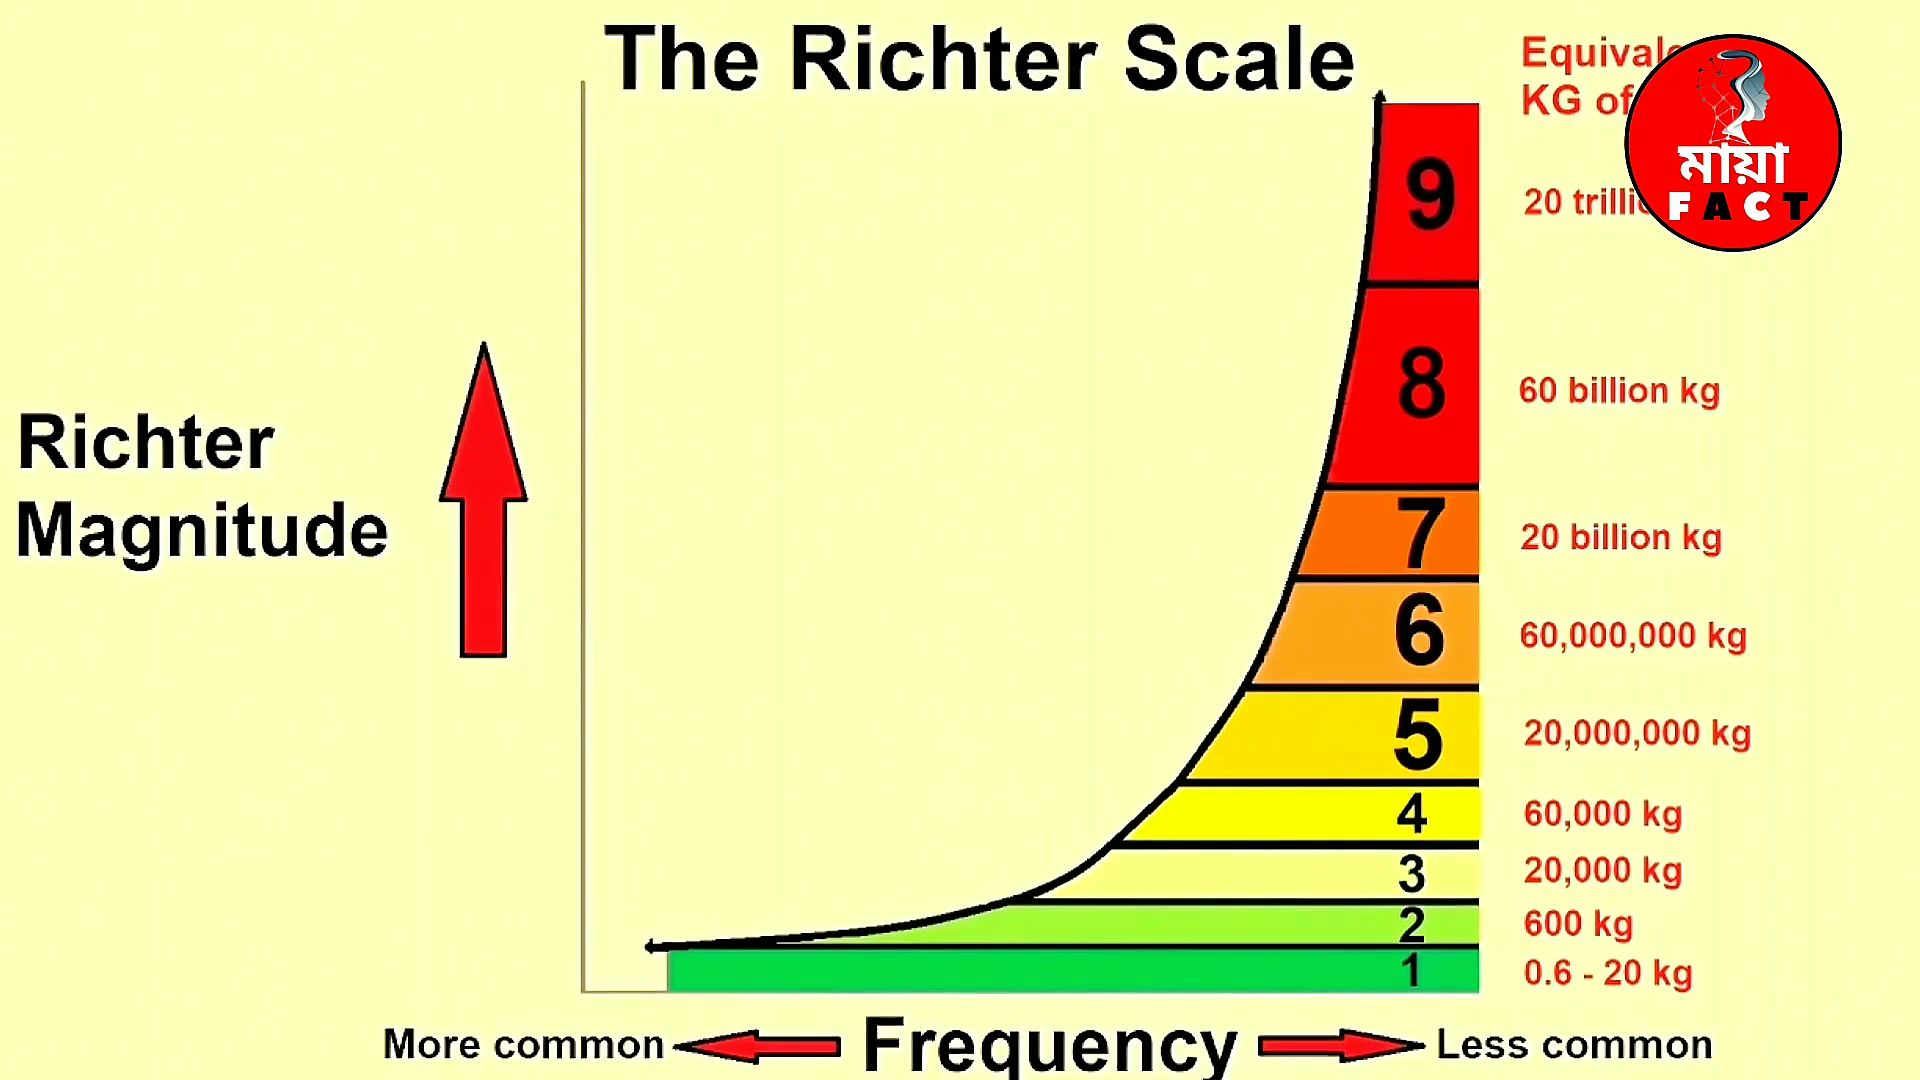 The Richter Scale
KG of
মায়া
FACT
9
20
8
60 billion kg
Richter
Magnitude
7
20 billion kg
6
60,000,000 kg
5
20,000,000 kg
4
60,000 kg
3
20,000 kg
2
600 kg
1
0.6 - 20 kg
More common
Frequency
Less common